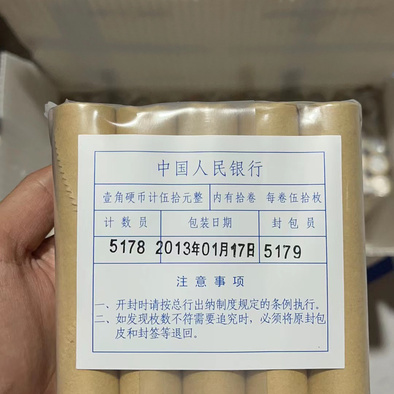 中国人民银行
壹角硬币计伍拾元整 内有拾卷 每卷伍拾枚
计数员 包装日期 封包员
5178 2013年01月17日 5179
注意事项
一、开封时请按总行出纳制度规定的条例执行。
二、如发现枚数不符需要追究时,必须将原封包
皮和封签等退回。